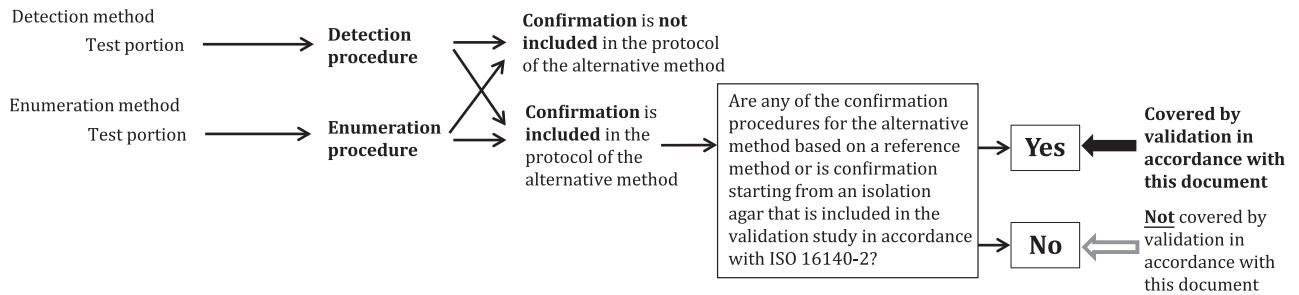 Detection method
Test portion
Detection
procedure
Confirmation is not
included in the protocol
of the alternative method
Enumeration method
Test portion
Enumeration
procedure
Confirmation is
included in the
protocol of the
alternative method
Are any of the confirmation
procedures for the alternative
method based on a reference
method or is confirmation
starting from an isolation
agar that is included in the
validation study in accordance
with ISO 16140-2?
Yes
Covered by
validation in
accordance with
this document
No
Not covered by
validation in
accordance with
this document